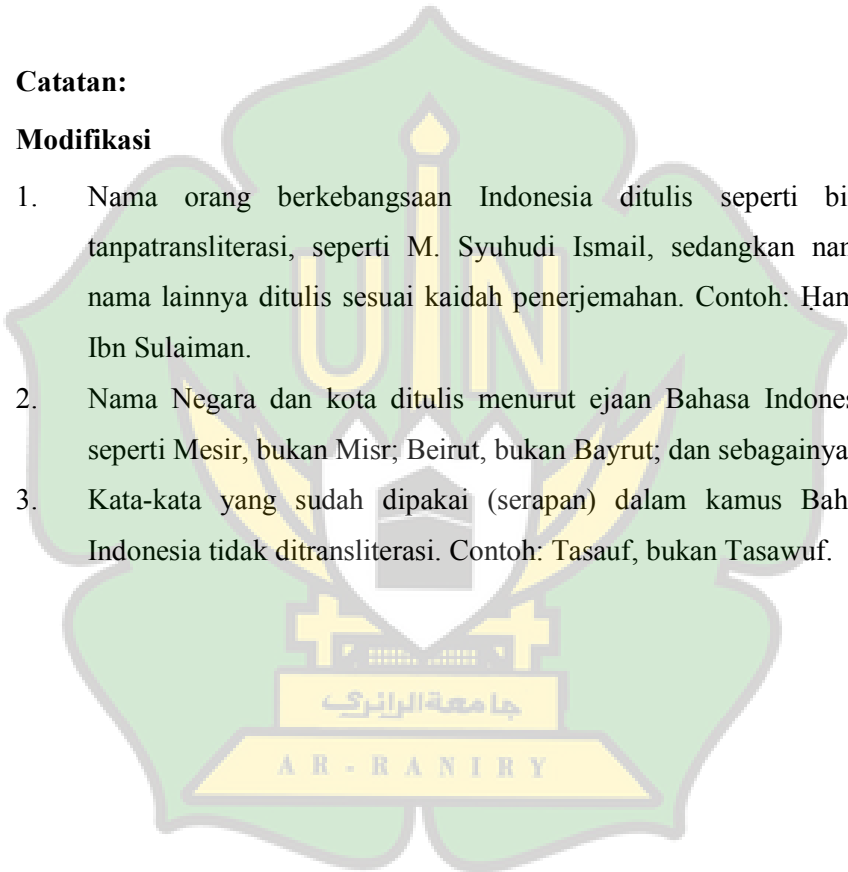 Catatan:
Modifikasi
1. Nama orang berkebangsaan Indonesia ditulis seperti bi
tanpatransliterasi, seperti M. Syuhudi Ismail, sedangkan nan
nama lainnya ditulis sesuai kaidah penerjemahan. Contoh: Ḥam
Ibn Sulaiman.
2. Nama Negara dan kota ditulis menurut ejaan Bahasa Indones
seperti Mesir, bukan Misr; Beirut, bukan Bayrut; dan sebagainya
3. Kata-kata yang sudah dipakai (serapan) dalam kamus Bah
Indonesia tidak ditransliterasi. Contoh: Tasauf, bukan Tasawuf.
UIN
جامعةالرانري
AR-RANIRY